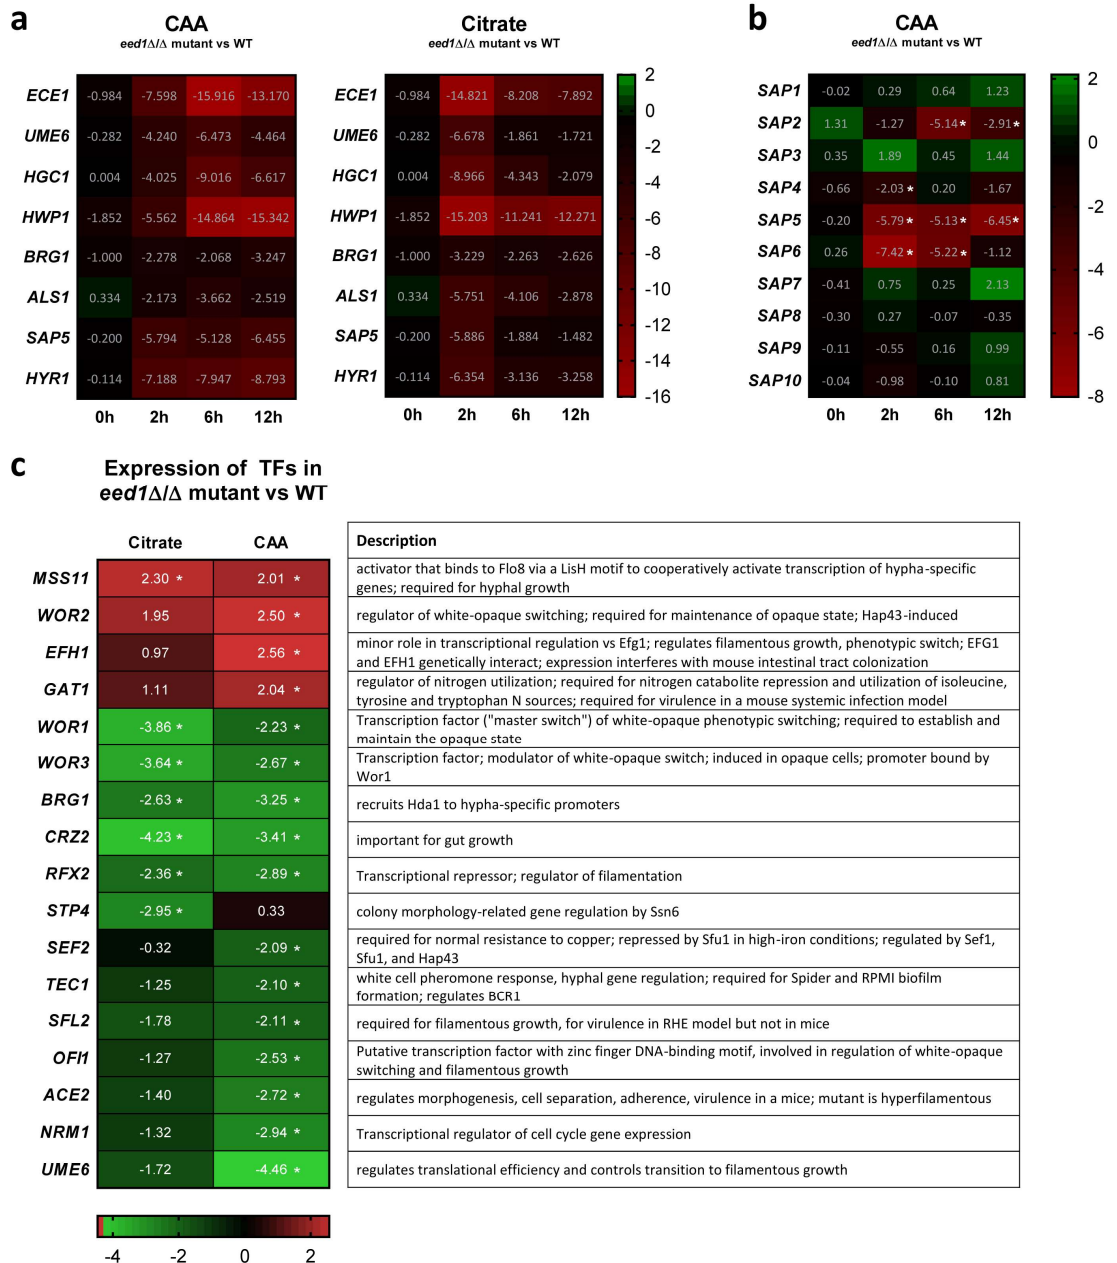 a
CAA
eed1Δ/Δ mutant vs WT
ECE1 -0.984 -7.598 -15.916 -13.170
UME6 -0.282 -4.240 -6.473 -4.464
HGC1 0.004 -4.025 -9.016 -6.617
HWP1 -1.852 -5.562 -14.864 -15.342
BRG1 -1.000 -2.278 -2.068 -3.247
ALS1 0.334 -2.173 -3.662 -2.519
SAP5 -0.200 -5.794 -5.128 -6.455
HYR1 -0.114 -7.188 -7.947 -8.793
0h 2h 6h 12h
Citrate
eed1Δ/Δ mutant vs WT
ECE1 -0.984 -14.821 -8.208 -7.892
UME6 -0.282 -6.678 -1.861 -1.721
HGC1 0.004 -8.966 -4.343 -2.079
HWP1 -1.852 -15.203 -11.241 -12.271
BRG1 -1.000 -3.229 -2.263 -2.626
ALS1 0.334 -5.751 -4.106 -2.878
SAP5 -0.200 -5.886 -1.884 -1.482
HYR1 -0.114 -6.354 -3.136 -3.258
0h 2h 6h 12h
2
0
-2
-4
-6
-8
-10
-12
-14
-16
b
CAA
eed1Δ/Δ mutant vs WT
SAP1 -0.02 0.29 0.64 1.23
SAP2 1.31 -1.27 -5.14* -2.91*
SAP3 0.35 1.89 0.45 1.44
SAP4 -0.66 -2.03* 0.20 -1.67
SAP5 -0.20 -5.79* -5.13* -6.45*
SAP6 0.26 -7.42* -5.22* -1.12
SAP7 -0.41 0.75 0.25 2.13
SAP8 -0.30 0.27 -0.07 -0.35
SAP9 -0.11 -0.55 0.16 0.99
SAP10 -0.04 -0.98 -0.10 0.81
0h 2h 6h 12h
2
0
-2
-4
-6
-8
c
Expression of TFs in
eed1Δ/Δ mutant vs WT
Citrate CAA Description
MSS11 2.30 * 2.01 * activator that binds to Flo8 via a LisH motif to cooperatively activate transcription of hypha-specific
genes; required for hyphal growth
WOR2 1.95 2.50 * regulator of white-opaque switching; required for maintenance of opaque state; Hap43-induced
EFH1 0.97 2.56 * minor role in transcriptional regulation vs Efg1; regulates filamentous growth, phenotypic switch; EFG1
and EFH1 genetically interact; expression interferes with mouse intestinal tract colonization
GAT1 1.11 2.04 * regulator of nitrogen utilization; required for nitrogen catabolite repression and utilization of isoleucine,
tyrosine and tryptophan N sources; required for virulence in a mouse systemic infection model
WOR1 -3.86 * -2.23 * Transcription factor ("master switch") of white-opaque phenotypic switching; required to establish and
maintain the opaque state
WOR3 -3.64 * -2.67 * Transcription factor; modulator of white-opaque switch; induced in opaque cells; promoter bound by
Wor1
BRG1 -2.63 * -3.25 * recruits Hda1 to hypha-specific promoters
CRZ2 -4.23 * -3.41 * important for gut growth
RFX2 -2.36 * -2.89 * Transcriptional repressor; regulator of filamentation
STP4 -2.95 * 0.33 colony morphology-related gene regulation by Ssn6
SEF2 -0.32 -2.09 * required for normal resistance to copper; repressed by Sfu1 in high-iron conditions; regulated by Sef1,
Sfu1, and Hap43
TEC1 -1.25 -2.10 * white cell pheromone response, hyphal gene regulation; required for Spider and RPMI biofilm
formation; regulates BCR1
SFL2 -1.78 -2.11 * required for filamentous growth, for virulence in RHE model but not in mice
OFI1 -1.27 -2.53 * Putative transcription factor with zinc finger DNA-binding motif, involved in regulation of white-opaque
switching and filamentous growth
ACE2 -1.40 -2.72 * regulates morphogenesis, cell separation, adherence, virulence in a mice; mutant is hyperfilamentous
NRM1 -1.32 -2.94 * Transcriptional regulator of cell cycle gene expression
UME6 -1.72 -4.46 * regulates translational efficiency and controls transition to filamentous growth
-4 -2 0 2